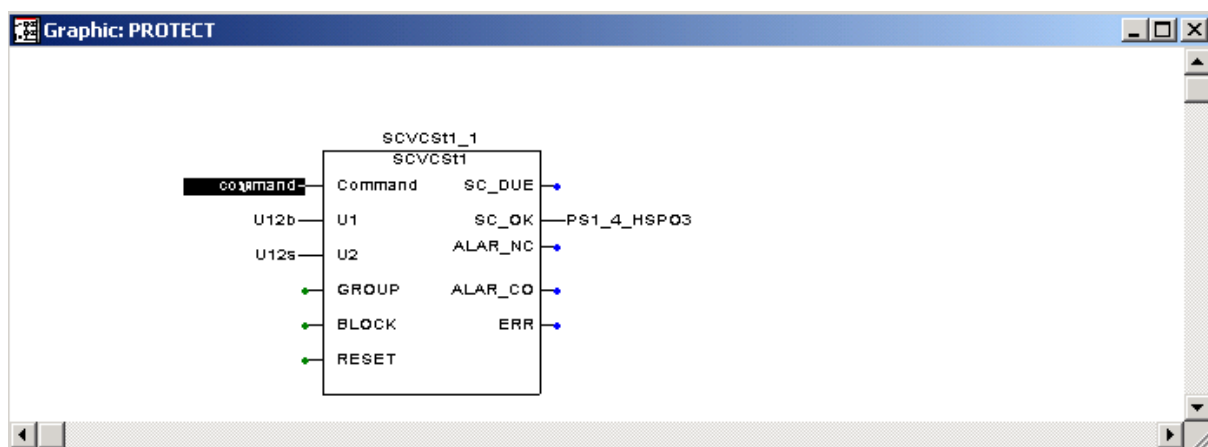 Graphic: PROTECT
SCVCSt1_1
SCVCSt1
command Command SC_DUE
U12b U1 SC_OK PS1_4_HSPO3
U12s U2 ALAR_NC
GROUP ALAR_CO
BLOCK ERR
RESET